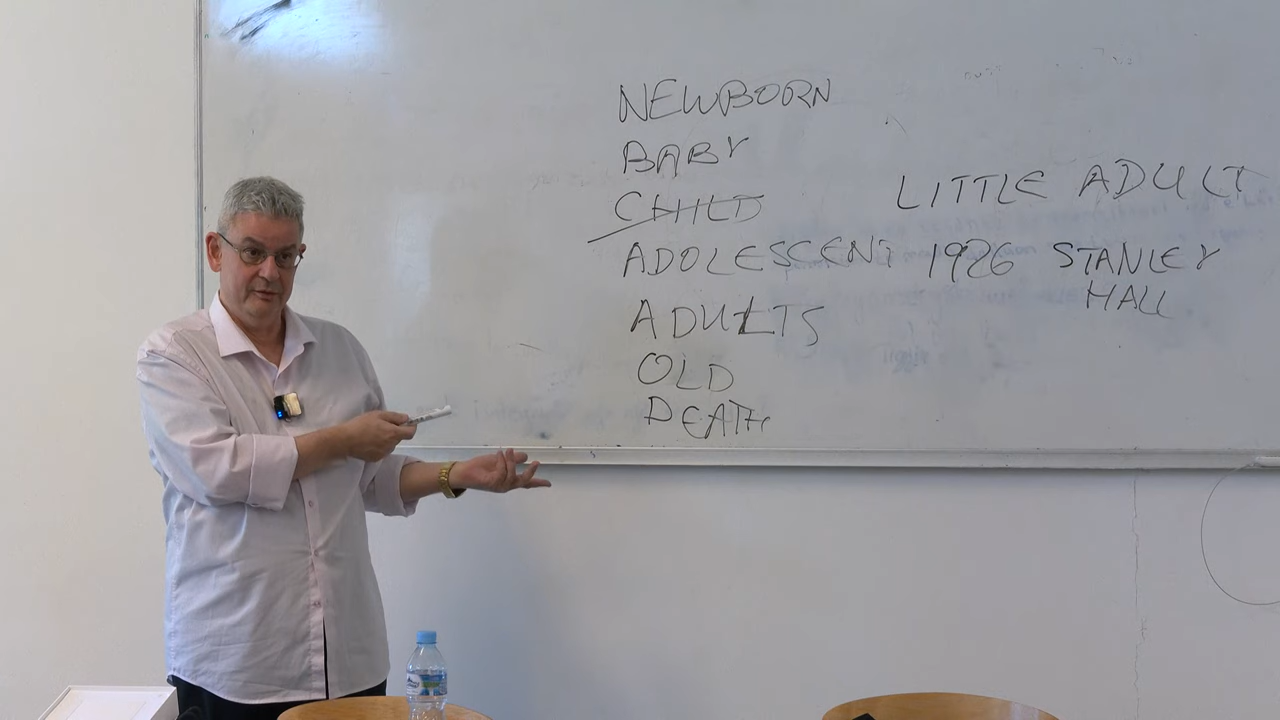 NEWBORN
BABY
CHILD LITTLE ADULT
ADOLESCENT 1926 STANLEY
HALL
ADULTS
OLD
DEATH